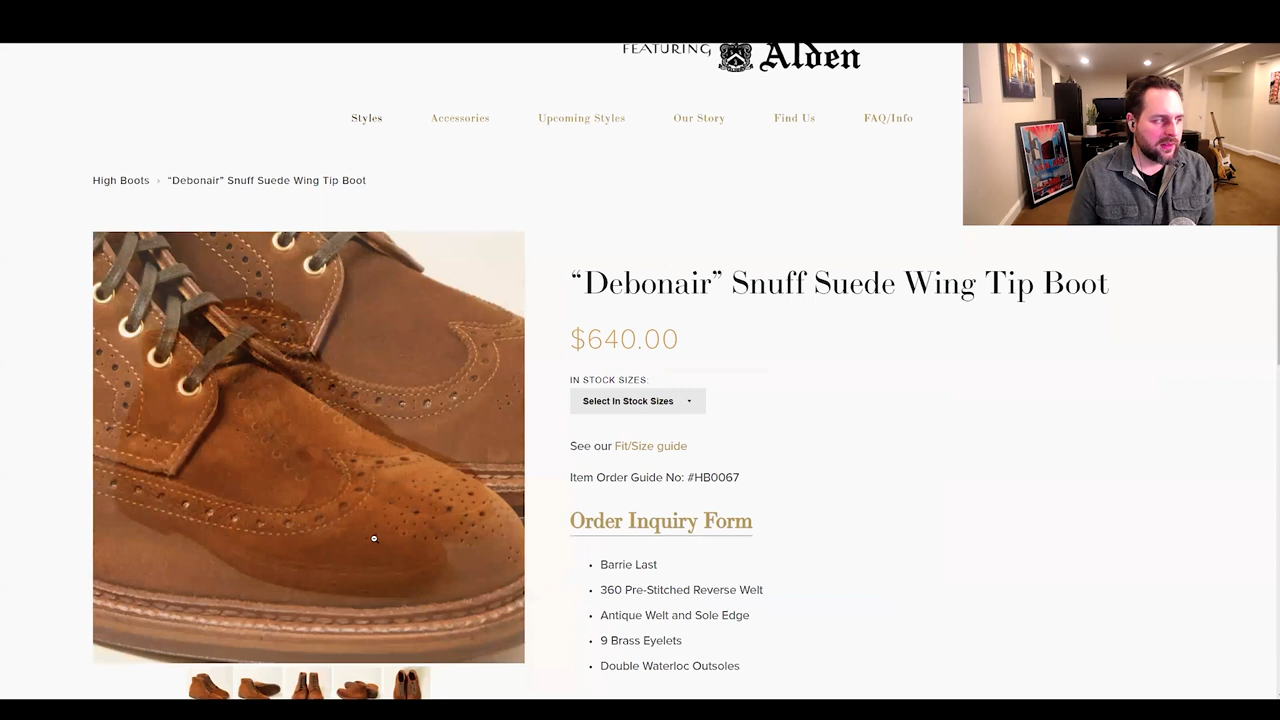 FEATURING Alden
Styles Accessories Upcoming Styles Our Story Find Us FAQ/Info
High Boots › “Debonair” Snuff Suede Wing Tip Boot
“Debonair” Snuff Suede Wing Tip Boot
$640.00
IN STOCK SIZES:
Select In Stock Sizes
See our Fit/Size guide
Item Order Guide No: #HB0067
Order Inquiry Form
• Barrie Last
• 360 Pre-Stitched Reverse Welt
• Antique Welt and Sole Edge
• 9 Brass Eyelets
• Double Waterloc Outsoles